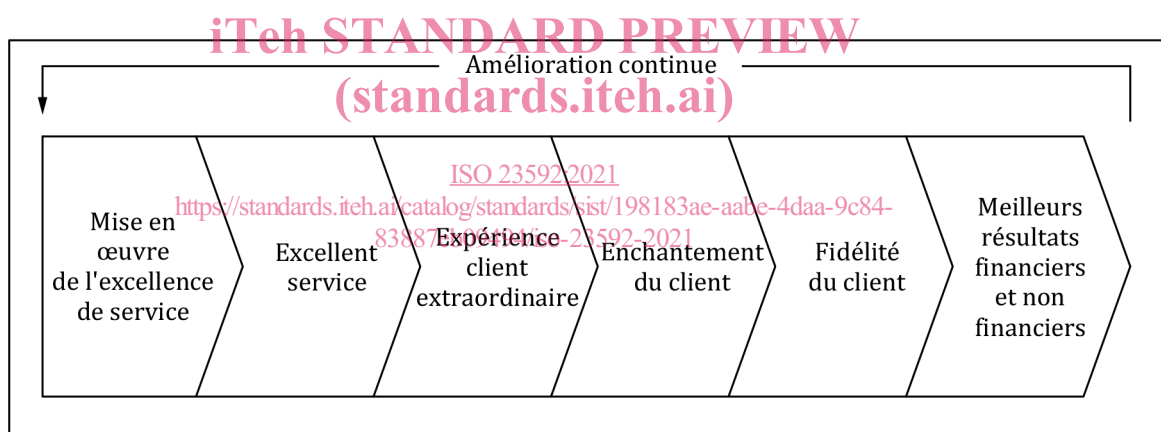 iTeh STANDARD PREVIEW
Amélioration continue
(standards.iteh.ai)
ISO 23592:2021
https://standards.iteh.ai/catalog/standards/sist/198183ae-aabe-4daa-9c84-
Mise en
œuvre
de l'excellence
de service
Excellent
service
Expérience
client
extraordinaire
Enchantement
du client
Fidélité
du client
Meilleurs
résultats
financiers
et non
financiers